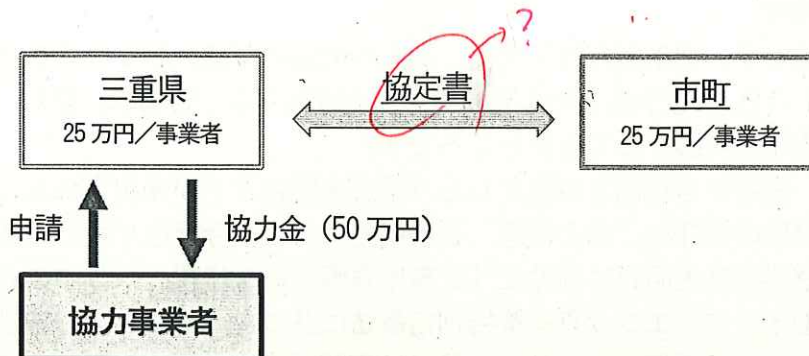 ?
三重県
25万円/事業者
協定書
市町
25万円/事業者
申請
協力金(50万円)
協力事業者